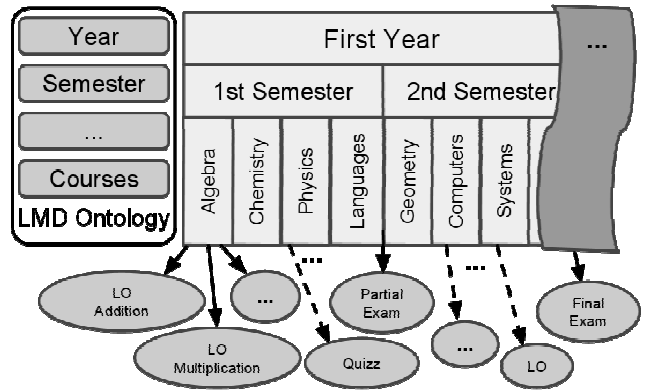 Year
Semester
...
Courses
LMD Ontology
First Year
...
1st Semester
2nd Semester
Algebra
Chemistry
Physics
Languages
Geometry
Computers
Systems
...
...
LO
Addition
...
Partial
Exam
Final
Exam
LO
Multiplication
Quizz
...
LO